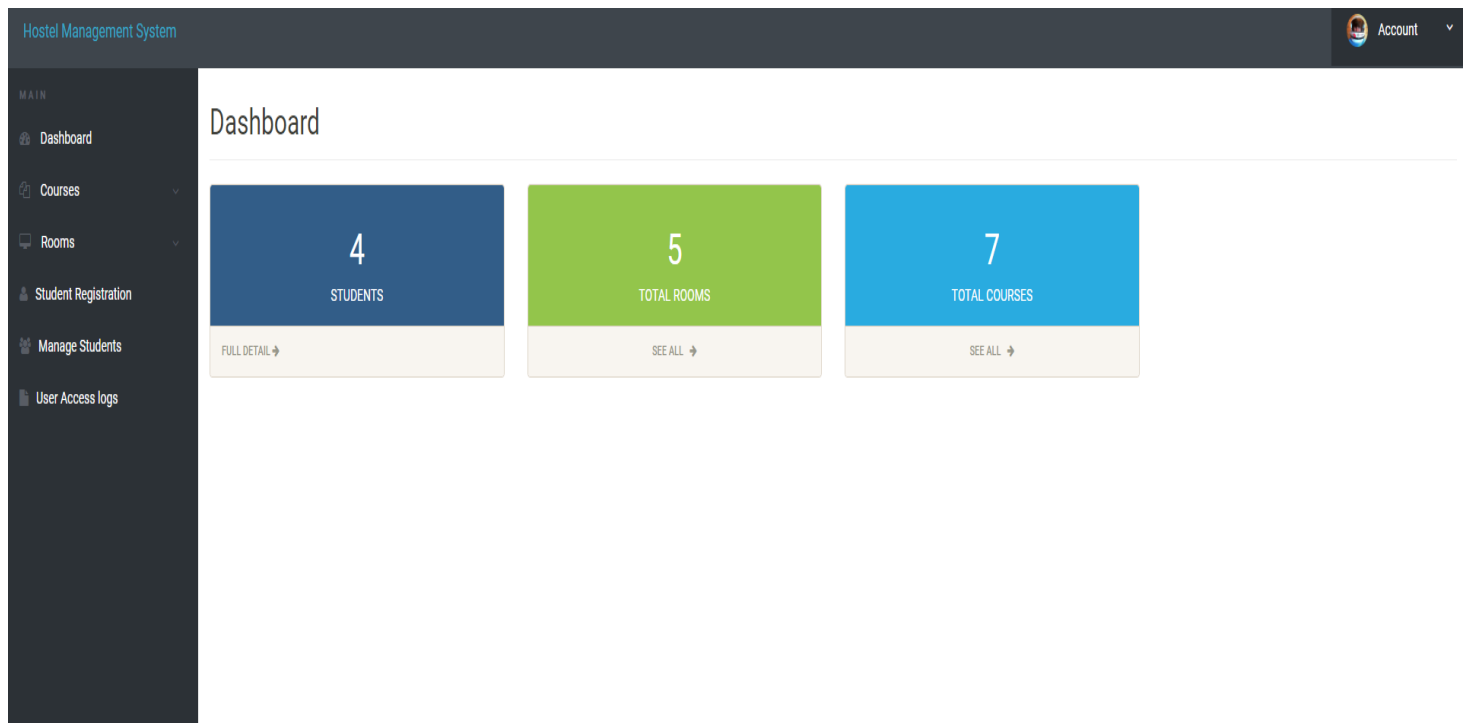 Hostel Management System
Account
MAIN
Dashboard
Courses
Rooms
Student Registration
Manage Students
User Access logs
Dashboard
4
STUDENTS
FULL DETAIL
5
TOTAL ROOMS
SEE ALL
7
TOTAL COURSES
SEE ALL